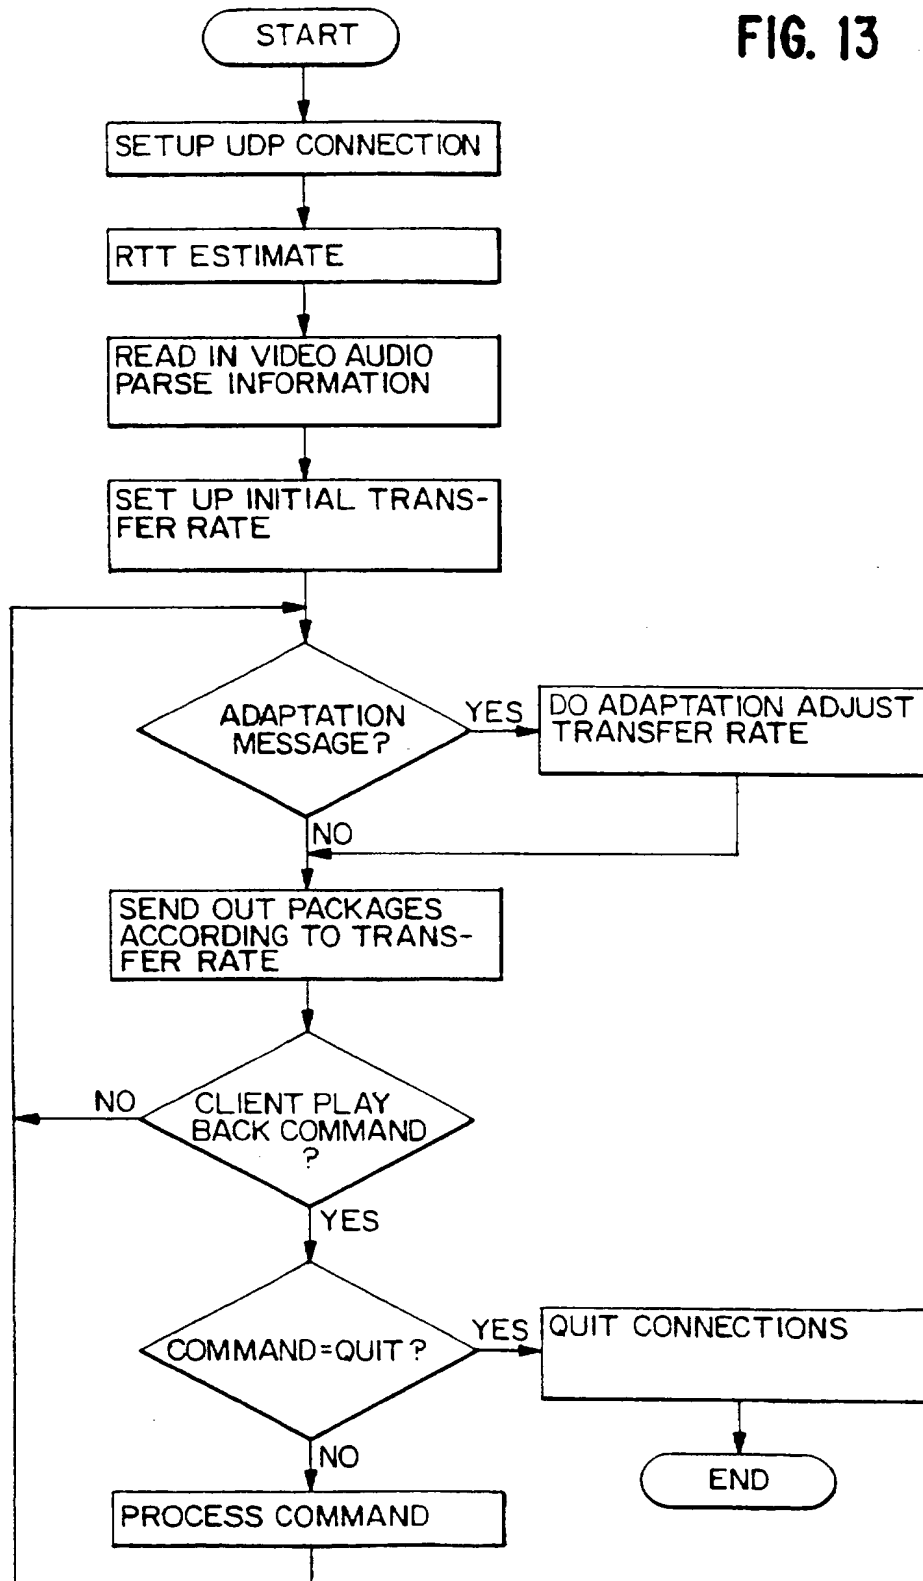 FIG. 13
START
SETUP UDP CONNECTION
RTT ESTIMATE
READ IN VIDEO AUDIO
PARSE INFORMATION
SET UP INITIAL TRANS-
FER RATE
ADAPTATION
MESSAGE?
YES
DO ADAPTATION ADJUST
TRANSFER RATE
NO
SEND OUT PACKAGES
ACCORDING TO TRANS-
FER RATE
NO
CLIENT PLAY
BACK COMMAND
?
YES
COMMAND=QUIT?
YES
QUIT CONNECTIONS
NO
END
PROCESS COMMAND